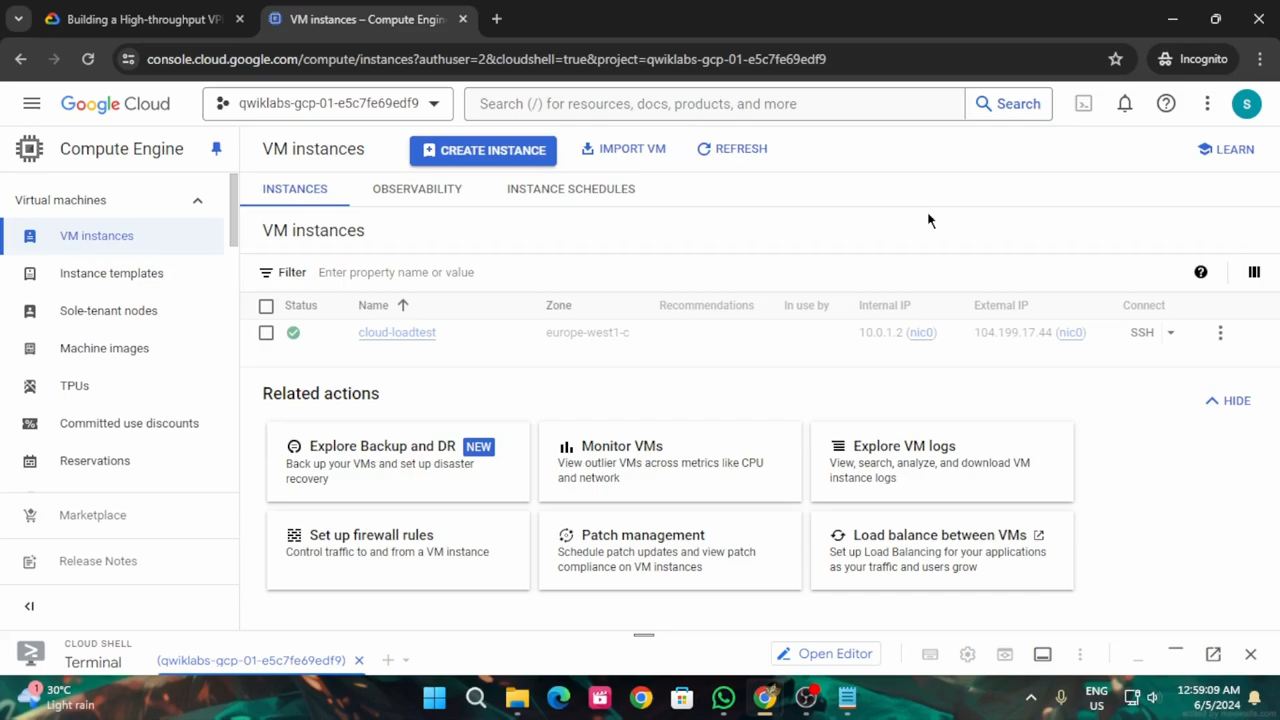 Building a High-throughput VP
VM instances – Compute Engin
console.cloud.google.com/compute/instances?authuser=2&cloudshell=true&project=qwiklabs-gcp-01-e5c7fe69edf9
Incognito
Google Cloud
qwiklabs-gcp-01-e5c7fe69edf9
Search (/) for resources, docs, products, and more
Search
S
Compute Engine
VM instances
CREATE INSTANCE
IMPORT VM
REFRESH
LEARN
Virtual machines
VM instances
Instance templates
Sole-tenant nodes
Machine images
TPUs
Committed use discounts
Reservations
Marketplace
Release Notes
INSTANCES
OBSERVABILITY
INSTANCE SCHEDULES
VM instances
Filter
Enter property name or value
Status Name Zone Recommendations In use by Internal IP External IP Connect
cloud-loadtest europe-west1-c 10.0.1.2 (nic0) 104.199.17.44 (nic0) SSH
Related actions
HIDE
Explore Backup and DR NEW
Back up your VMs and set up disaster
recovery
Monitor VMs
View outlier VMs across metrics like CPU
and network
Explore VM logs
View, search, analyze, and download VM
instance logs
Set up firewall rules
Control traffic to and from a VM instance
Patch management
Schedule patch updates and view patch
compliance on VM instances
Load balance between VMs
Set up Load Balancing for your applications
as your traffic and users grow
CLOUD SHELL
Terminal
(qwiklabs-gcp-01-e5c7fe69edf9)
Open Editor
1
30°C
Light rain
ENG
US
12:59:09 AM
6/5/2024